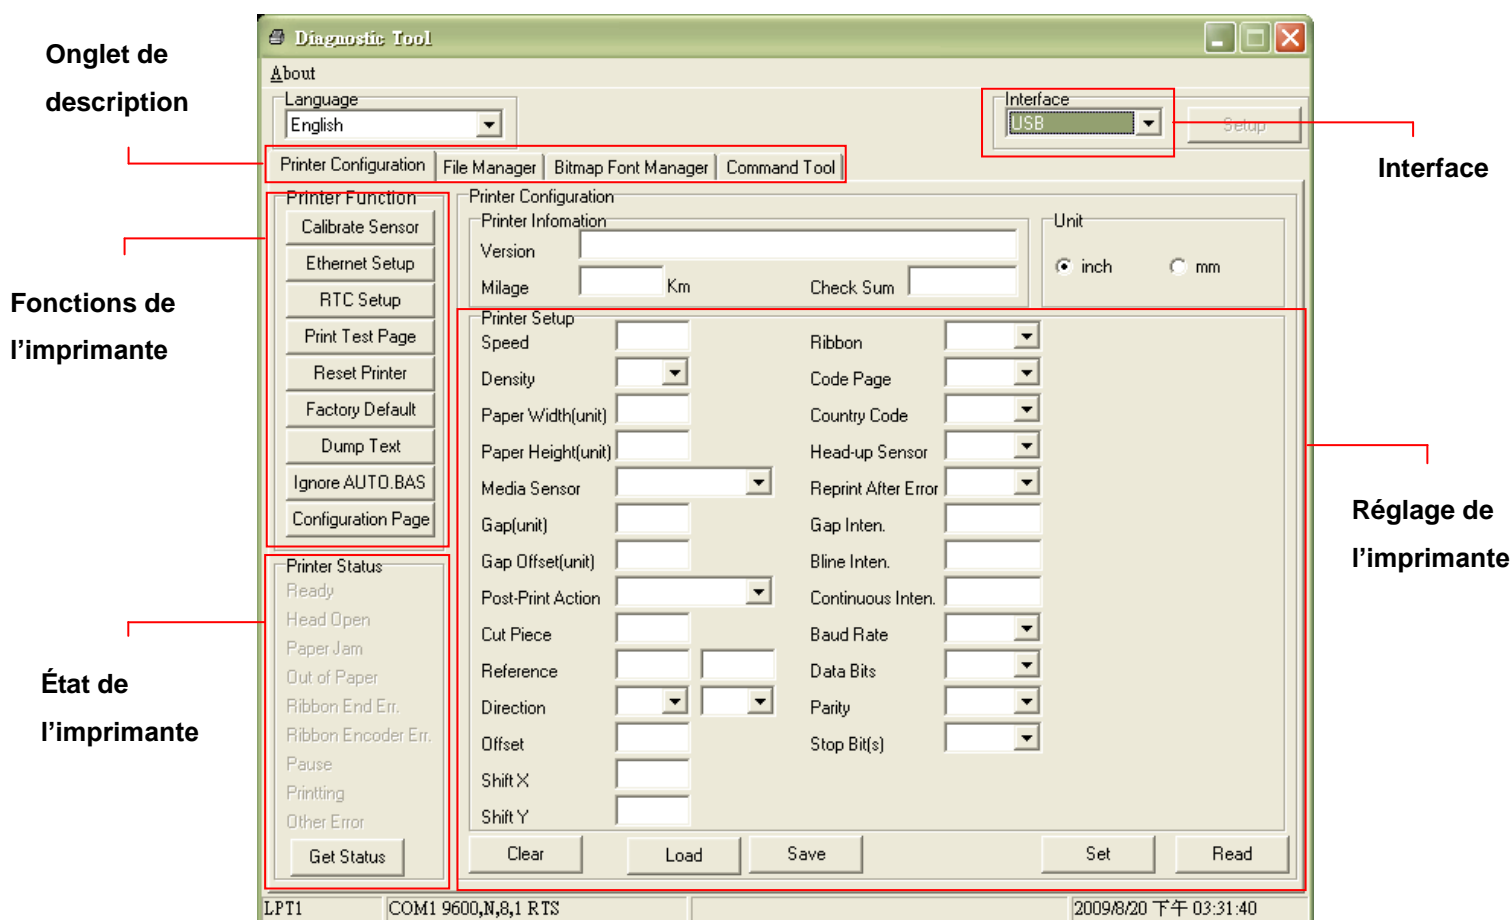 Diagnostic Tool
About
Language
English
Interface
USB
Setup
Printer Configuration
File Manager
Bitmap Font Manager
Command Tool
Onglet de
description
Interface
Fonctions de
l’imprimante
État de
l’imprimante
Réglage de
l’imprimante
Printer Function
Calibrate Sensor
Ethernet Setup
RTC Setup
Print Test Page
Reset Printer
Factory Default
Dump Text
Ignore AUTO.BAS
Configuration Page
Printer Status
Ready
Head Open
Paper Jam
Out of Paper
Ribbon End Err.
Ribbon Encoder Err.
Pause
Printting
Other Error
Get Status
Printer Configuration
Printer Infomation
Version
Milage
Km
Check Sum
Unit
inch
mm
Printer Setup
Speed
Density
Paper Width(unit)
Paper Height(unit)
Media Sensor
Gap(unit)
Gap Offset(unit)
Post-Print Action
Cut Piece
Reference
Direction
Offset
Shift X
Shift Y
Ribbon
Code Page
Country Code
Head-up Sensor
Reprint After Error
Gap Inten.
Bline Inten.
Continuous Inten.
Baud Rate
Data Bits
Parity
Stop Bit(s)
Clear
Load
Save
Set
Read
LPT1
COM1 9600,N,8,1 RTS
2009/8/20 下午 03:31:40